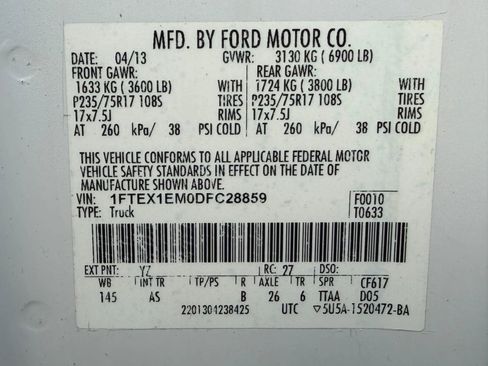 MFD. BY FORD MOTOR CO.
DATE: 04/13 GVWR: 3130 KG ( 6900 LB)
FRONT GAWR: REAR GAWR:
1633 KG ( 3600 LB) WITH 1724 KG ( 3800 LB) WITH
P235/75R17 108S TIRES P235/75R17 108S TIRES
17x7.5J RIMS 17x7.5J RIMS
AT 260 kPa/ 38 PSI COLD AT 260 kPa/ 38 PSI COLD
THIS VEHICLE CONFORMS TO ALL APPLICABLE FEDERAL MOTOR
VEHICLE SAFETY STANDARDS IN EFFECT ON THE DATE OF
MANUFACTURE SHOWN ABOVE.
VIN: 1FTEX1EM0DFC28859 F0010
TYPE: Truck T0633
EXT PNT: YZ RC: 27 DSO:
WB INT TR TP/PS R AXLE TR SPR CF617
145 AS B 26 6 TTAA D05
2201304238425 UTC ▽5U5A-1520472-BA